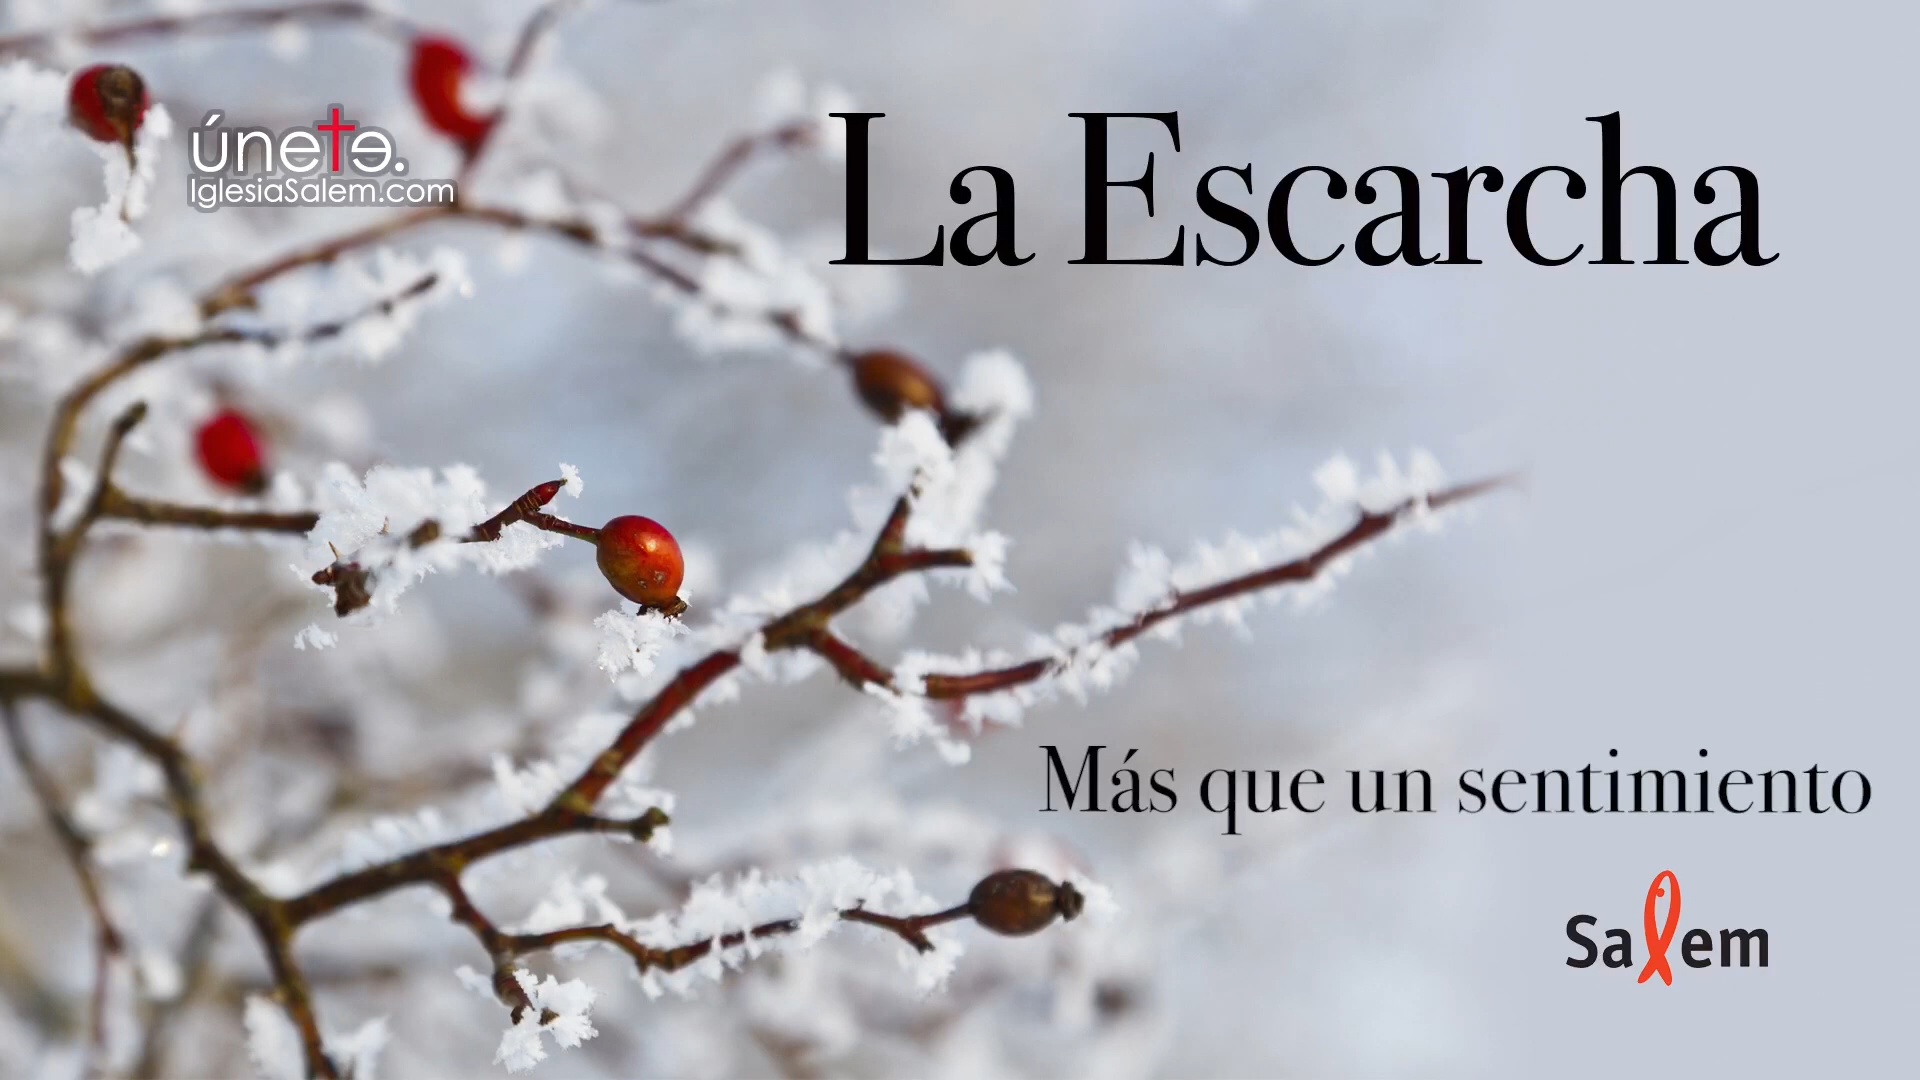 únete.
IglesiaSalem.com
La Escarcha
Más que un sentimiento
Salem